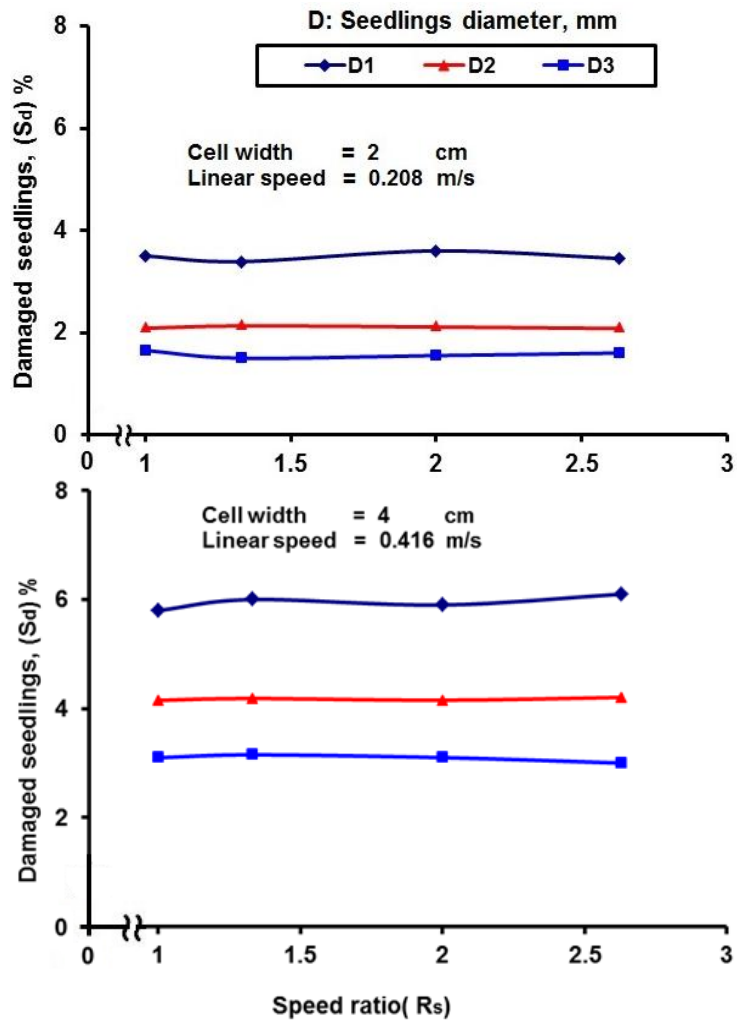 D: Seedlings diameter, mm
D1 D2 D3
Cell width = 2 cm
Linear speed = 0.208 m/s
Damaged seedlings, (Sd) %
8
6
4
2
0
0 1 1.5 2 2.5 3
Cell width = 4 cm
Linear speed = 0.416 m/s
Damaged seedlings, (Sd) %
8
6
4
2
0
0 1 1.5 2 2.5 3
Speed ratio( Rs)